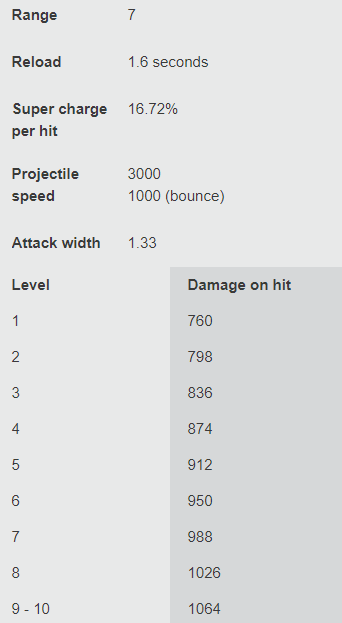 Range 7
Reload 1.6 seconds
Super charge 16.72%
per hit
Projectile 3000
speed 1000 (bounce)
Attack width 1.33
Level Damage on hit
1 760
2 798
3 836
4 874
5 912
6 950
7 988
8 1026
9 - 10 1064